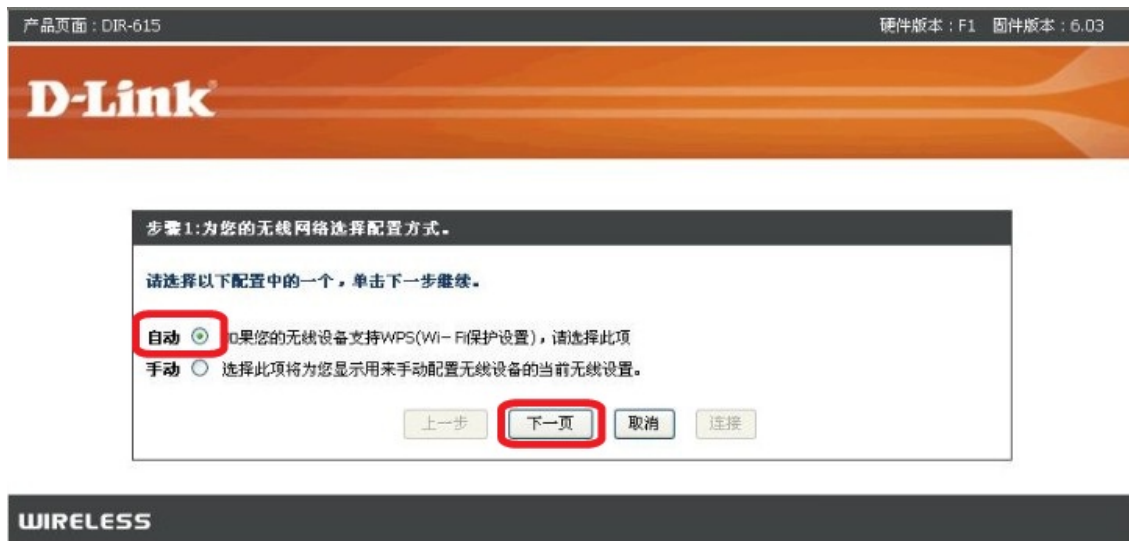 产品页面：DIR-615 硬件版本：F1 固件版本：6.03
D-Link
步骤1:为您的无线网络选择配置方式。
请选择以下配置中的一个，单击下一步继续。
自动 如果您的无线设备支持WPS(Wi-Fi保护设置)，请选择此项
手动 选择此项将为您显示用来手动配置无线设备的当前无线设置。
上一步 下一页 取消 连接
WIRELESS